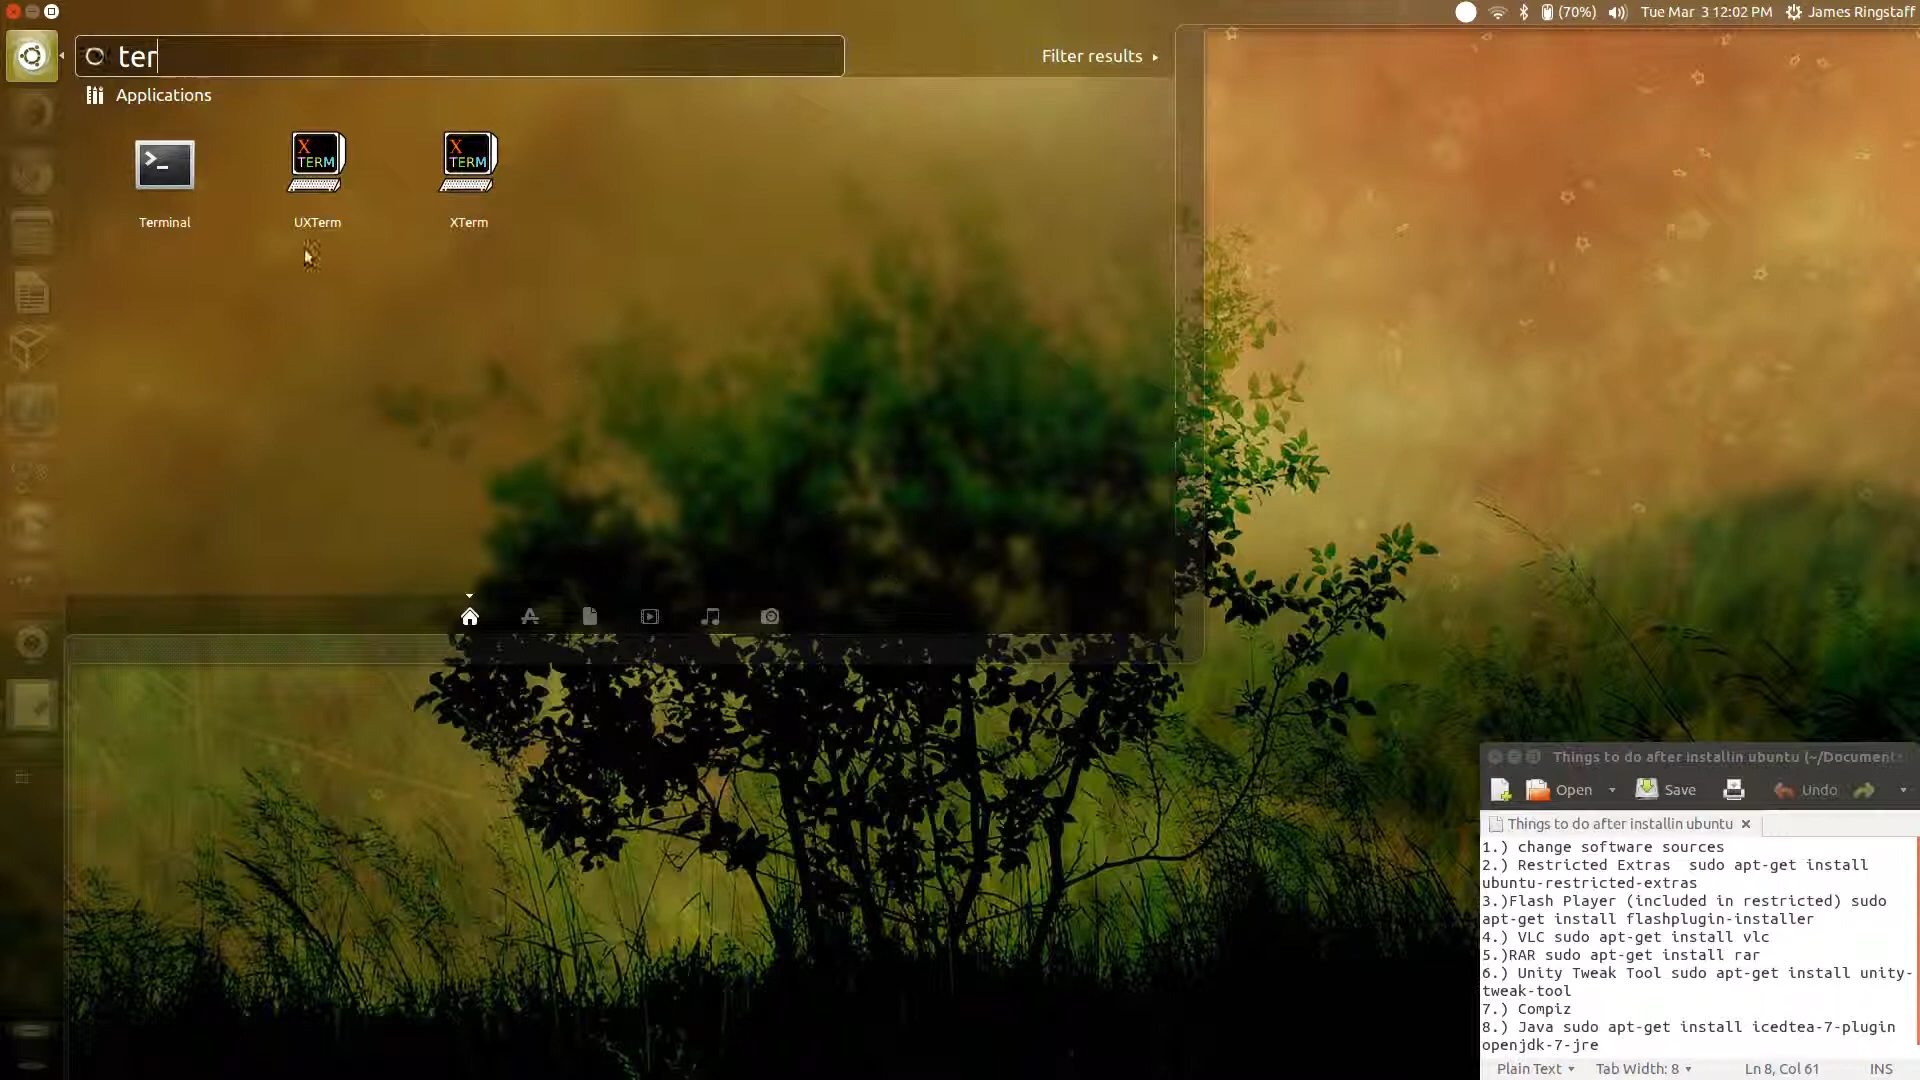 (70%) Tue Mar 3 12:02 PM James Ringstaff
ter
Filter results
Applications
>_
X TERM
X TERM
Terminal
UXTerm
XTerm
Things to do after installin ubuntu (~/Documents
Open Save Undo
Things to do after installin ubuntu ×
1.) change software sources
2.) Restricted Extras  sudo apt-get install
ubuntu-restricted-extras
3.)Flash Player (included in restricted) sudo
apt-get install flashplugin-installer
4.) VLC sudo apt-get install vlc
5.)RAR sudo apt-get install rar
6.) Unity Tweak Tool sudo apt-get install unity-
tweak-tool
7.) Compiz
8.) Java sudo apt-get install icedtea-7-plugin
openjdk-7-jre
Plain Text Tab Width: 8 Ln 8, Col 61 INS